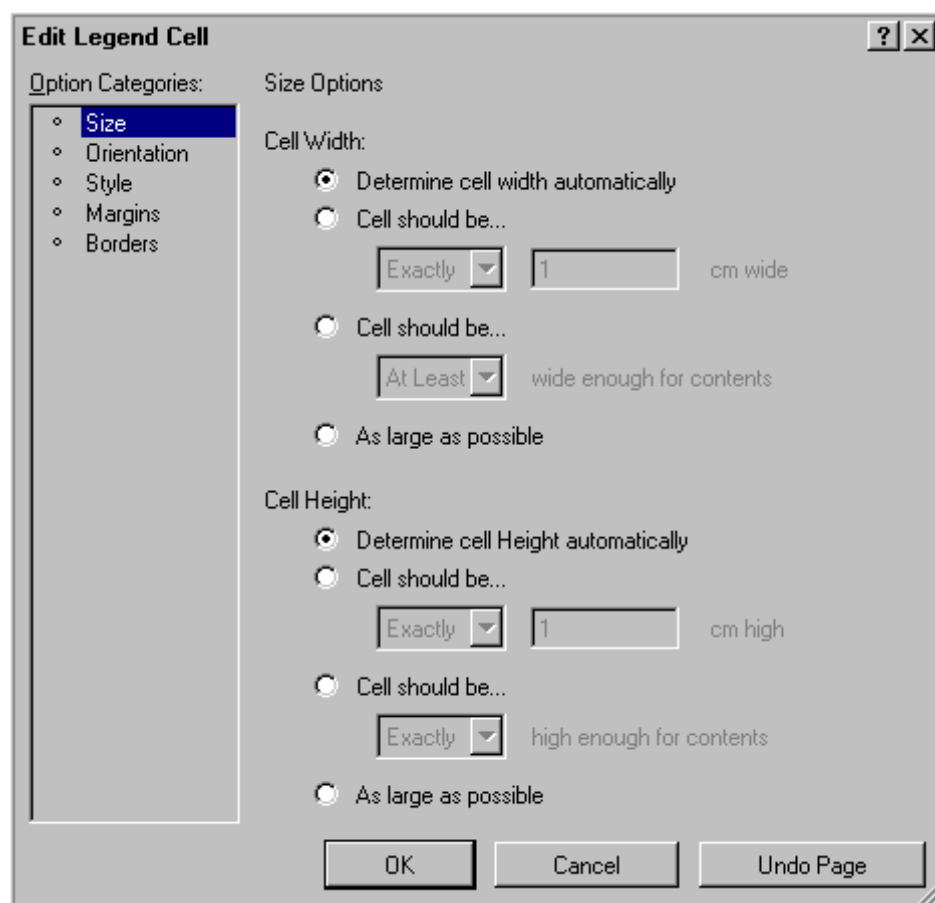 Edit Legend Cell
Option Categories:
Size
Orientation
Style
Margins
Borders
Size Options
Cell Width:
Determine cell width automatically
Cell should be...
Exactly 1 cm wide
Cell should be...
At Least wide enough for contents
As large as possible
Cell Height:
Determine cell Height automatically
Cell should be...
Exactly 1 cm high
Cell should be...
Exactly high enough for contents
As large as possible
OK Cancel Undo Page